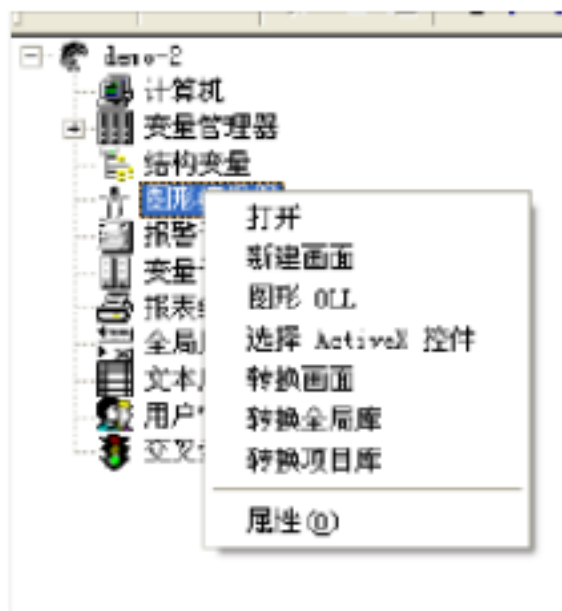 demo-2
计算机
变量管理器
结构变量
图形
打开
报警
新建画面
变量
图形 OLL
报表
选择 ActiveX 控件
全局
转换画面
文本
转换全局库
用户
转换项目库
交叉
属性(O)